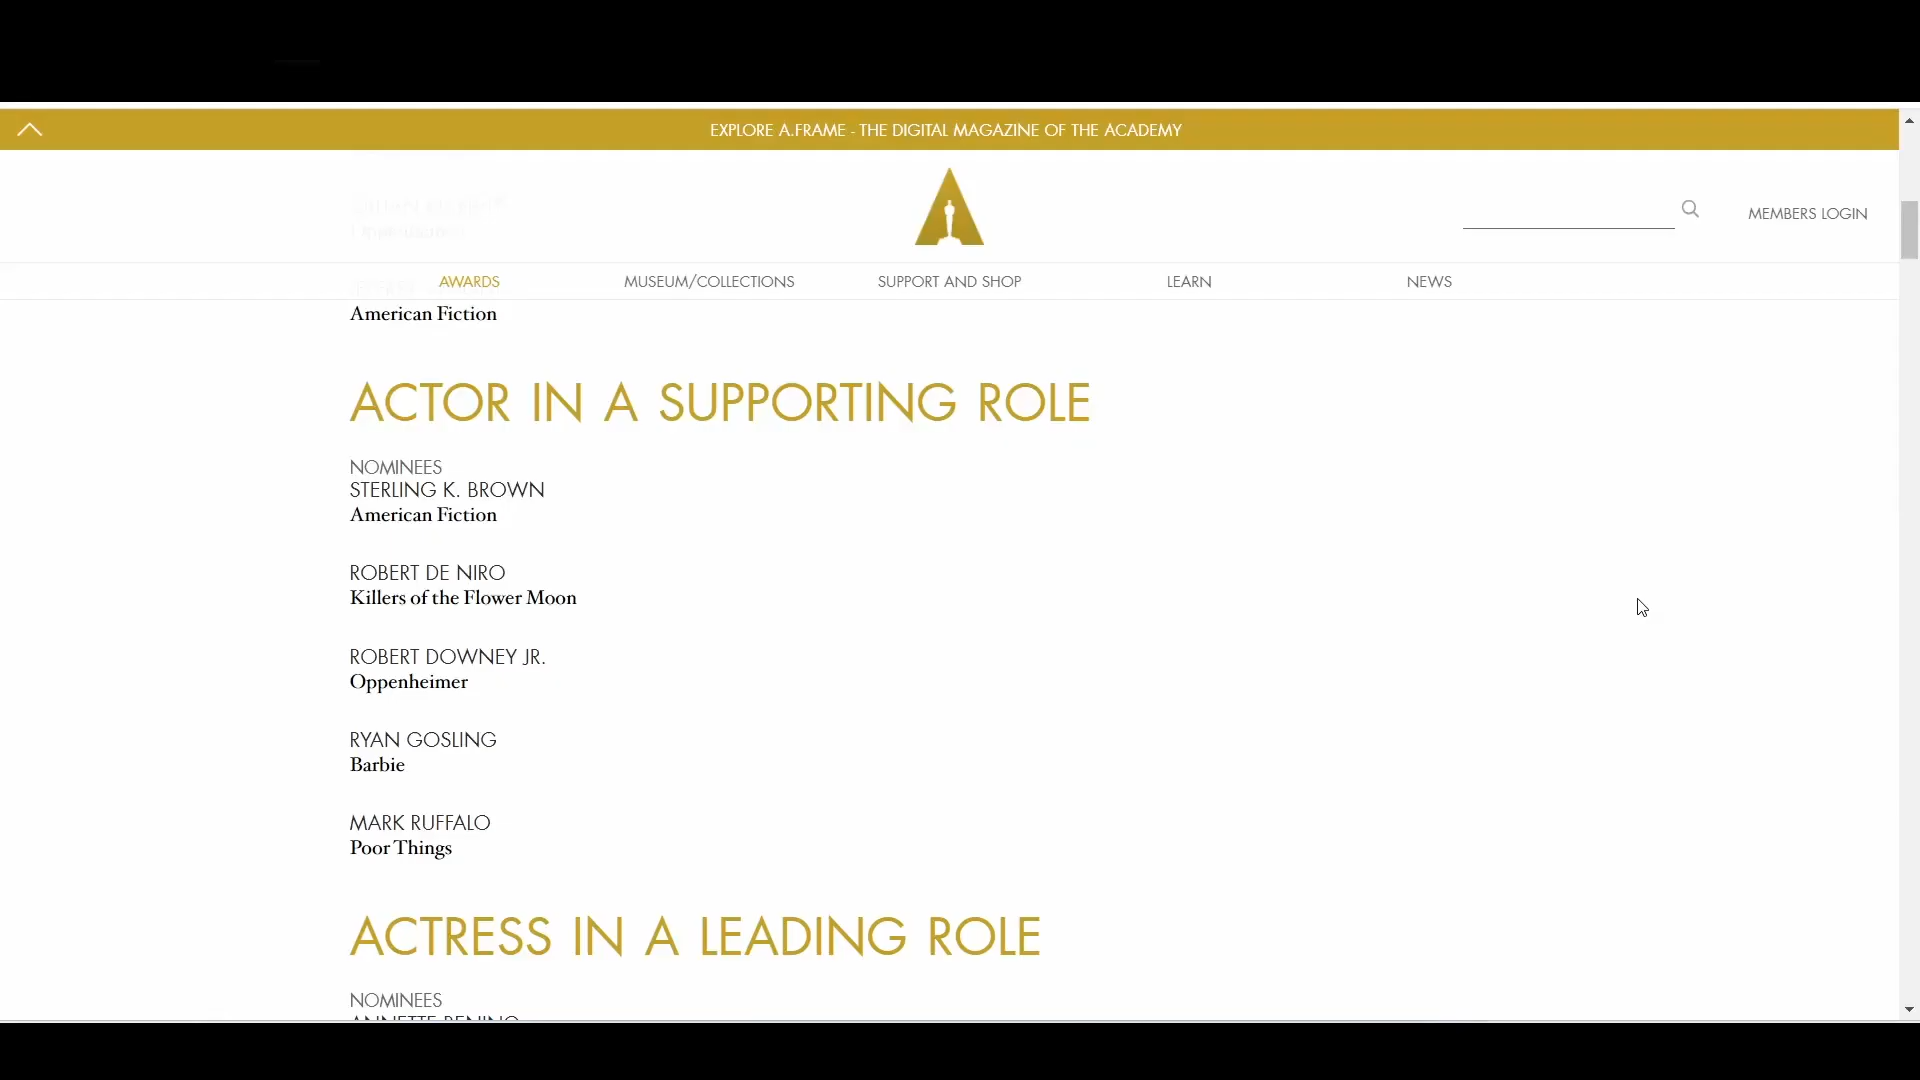 EXPLORE A.FRAME - THE DIGITAL MAGAZINE OF THE ACADEMY
MEMBERS LOGIN
AWARDS MUSEUM/COLLECTIONS SUPPORT AND SHOP LEARN NEWS
American Fiction
ACTOR IN A SUPPORTING ROLE
NOMINEES
STERLING K. BROWN
American Fiction
ROBERT DE NIRO
Killers of the Flower Moon
ROBERT DOWNEY JR.
Oppenheimer
RYAN GOSLING
Barbie
MARK RUFFALO
Poor Things
ACTRESS IN A LEADING ROLE
NOMINEES
ANNETTE BENING